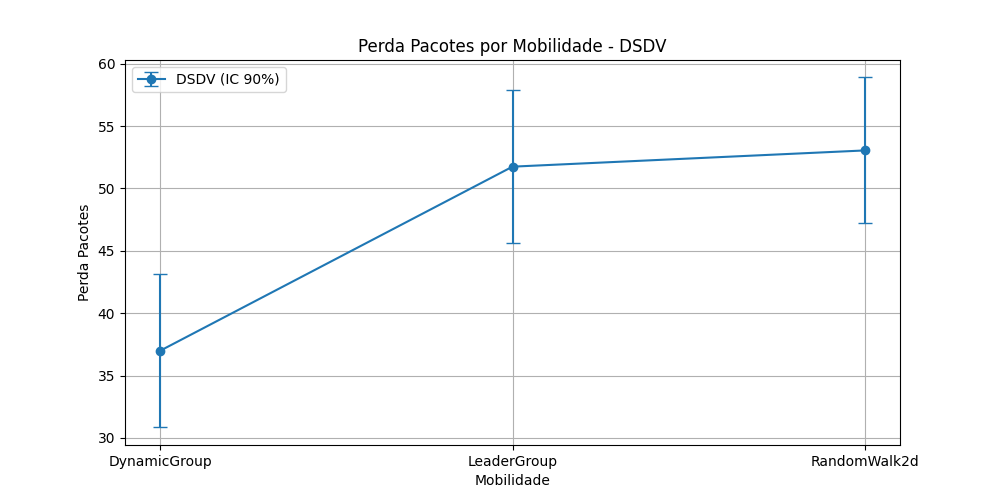 Perda Pacotes por Mobilidade - DSDV
DSDV (IC 90%)
Perda Pacotes
60
55
50
45
40
35
30
DynamicGroup
LeaderGroup
RandomWalk2d
Mobilidade